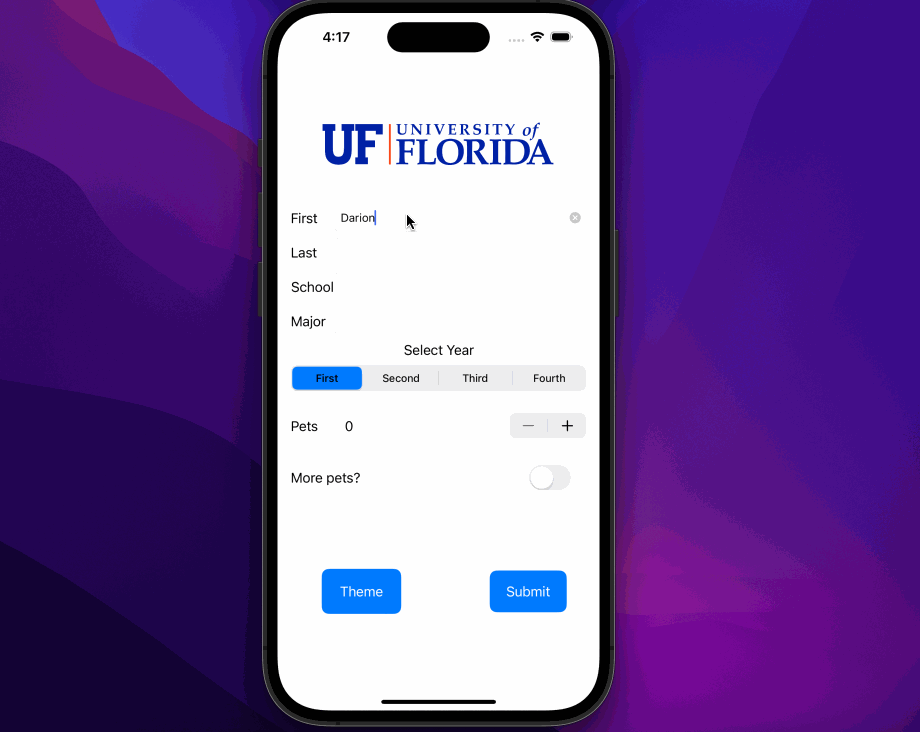 4:17
UF UNIVERSITY of
FLORIDA
First Darion
Last
School
Major
Select Year
First Second Third Fourth
Pets 0 − +
More pets?
Theme Submit